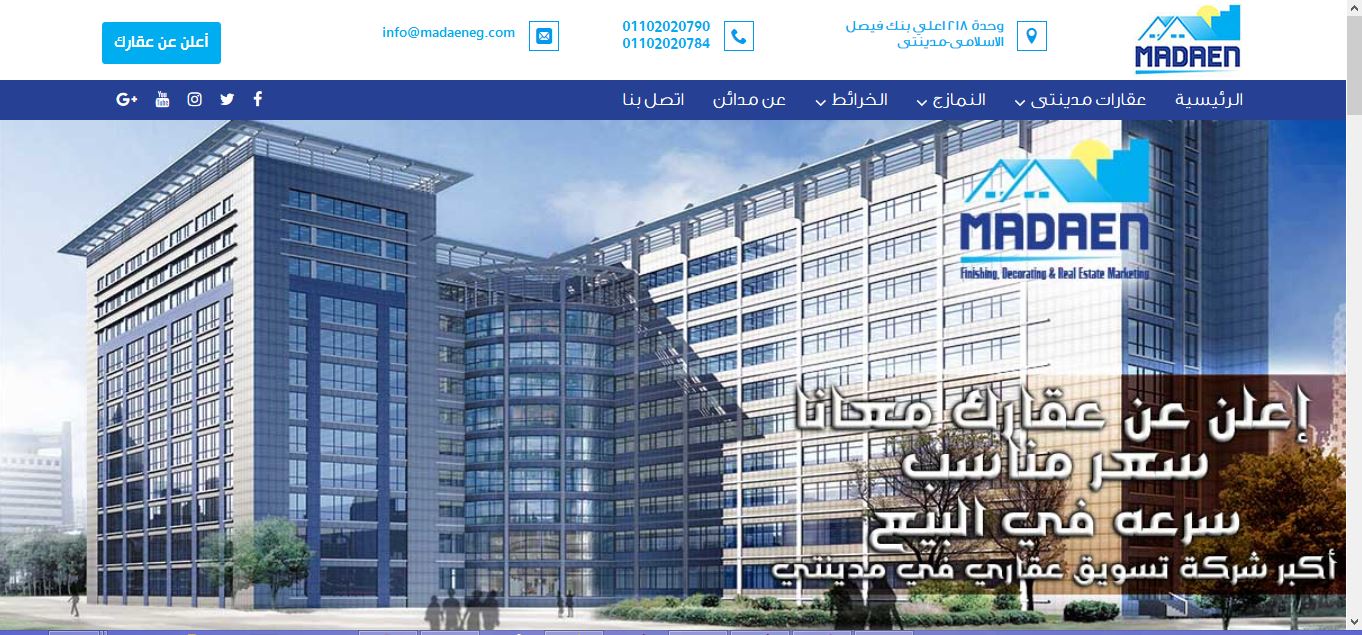 MADAEN
وحدة ٢١٨ اعلي بنك فيصل
الاسلامى-مدينتى
01102020790
01102020784
info@madaeneg.com
أعلن عن عقارك
الرئيسية
عقارات مدينتى
النمازج
الخرائط
عن مدائن
اتصل بنا
MADAEN
Finishing, Decorating & Real Estate Marketing
إعلن عن عقارك معانا
سعر مناسب
سرعه في البيع
أكبر شركة تسويق عقاري في مدينتي